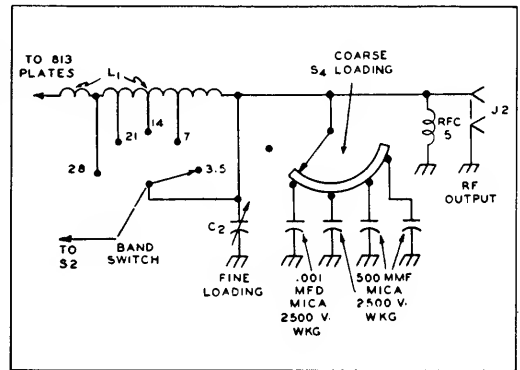 TO 813
PLATES
L1
COARSE
S4 LOADING
J2
21
14
7
RFC
5
28
3.5
RF
OUTPUT
C2
TO
S2
BAND
SWITCH
FINE
LOADING
.001
MFD
MICA
2500 V.
WKG
500 MMF
MICA
2500 V.
WKG